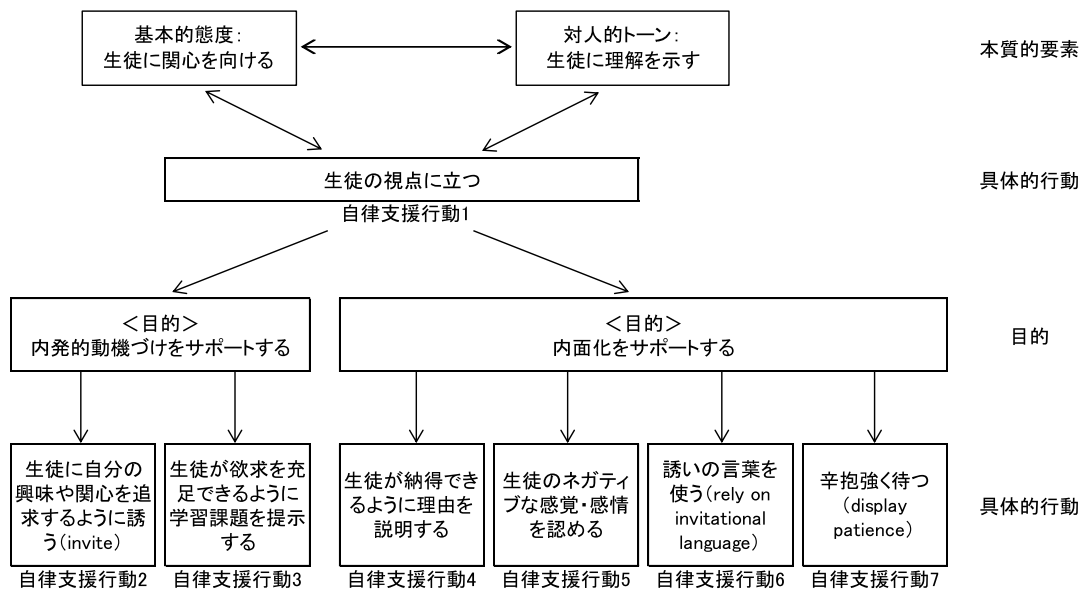 基本的態度：
生徒に関心を向ける
対人的トーン：
生徒に理解を示す
本質的要素
生徒の視点に立つ
具体的行動
自律支援行動1
＜目的＞
内発的動機づけをサポートする
＜目的＞
内面化をサポートする
目的
生徒に自分の
興味や関心を追
求するように誘
う（invite）
生徒が欲求を充
足できるように
学習課題を提示
する
生徒が納得でき
るように理由を
説明する
生徒のネガティ
ブな感覚・感情
を認める
誘いの言葉を
使う（rely on
invitational
language）
辛抱強く待つ
（display
patience）
具体的行動
自律支援行動2
自律支援行動3
自律支援行動4
自律支援行動5
自律支援行動6
自律支援行動7